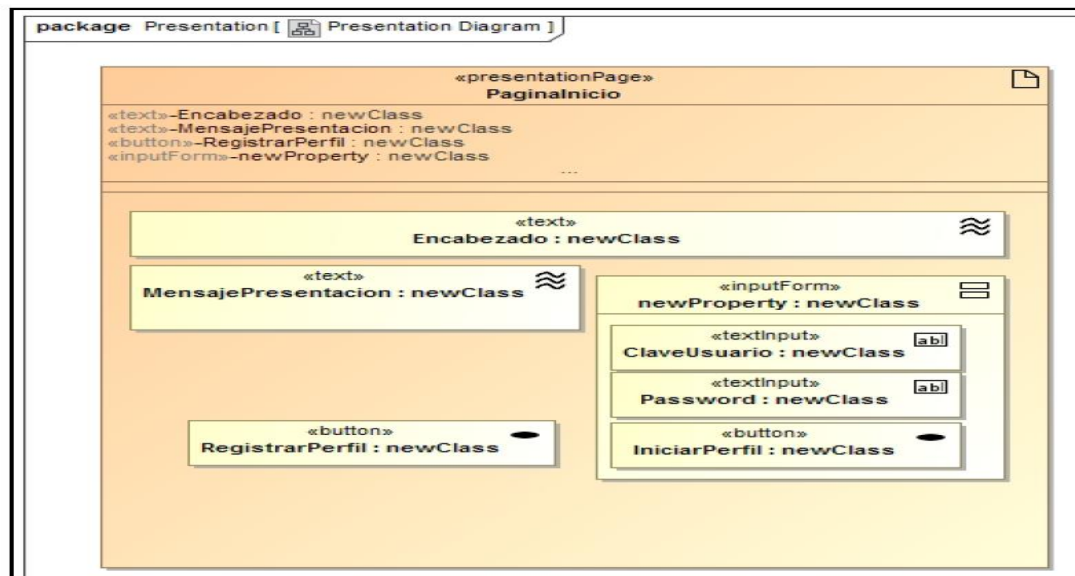 package Presentation [ Presentation Diagram ]
«presentationPage»
PaginaInicio
«text»-Encabezado : newClass
«text»-MensajePresentacion : newClass
«button»-RegistrarPerfil : newClass
«inputForm»-newProperty : newClass
...
«text»
Encabezado : newClass
«text»
MensajePresentacion : newClass
«inputForm»
newProperty : newClass
«textInput»
ClaveUsuario : newClass
abl
«textInput»
Password : newClass
abl
«button»
RegistrarPerfil : newClass
«button»
IniciarPerfil : newClass